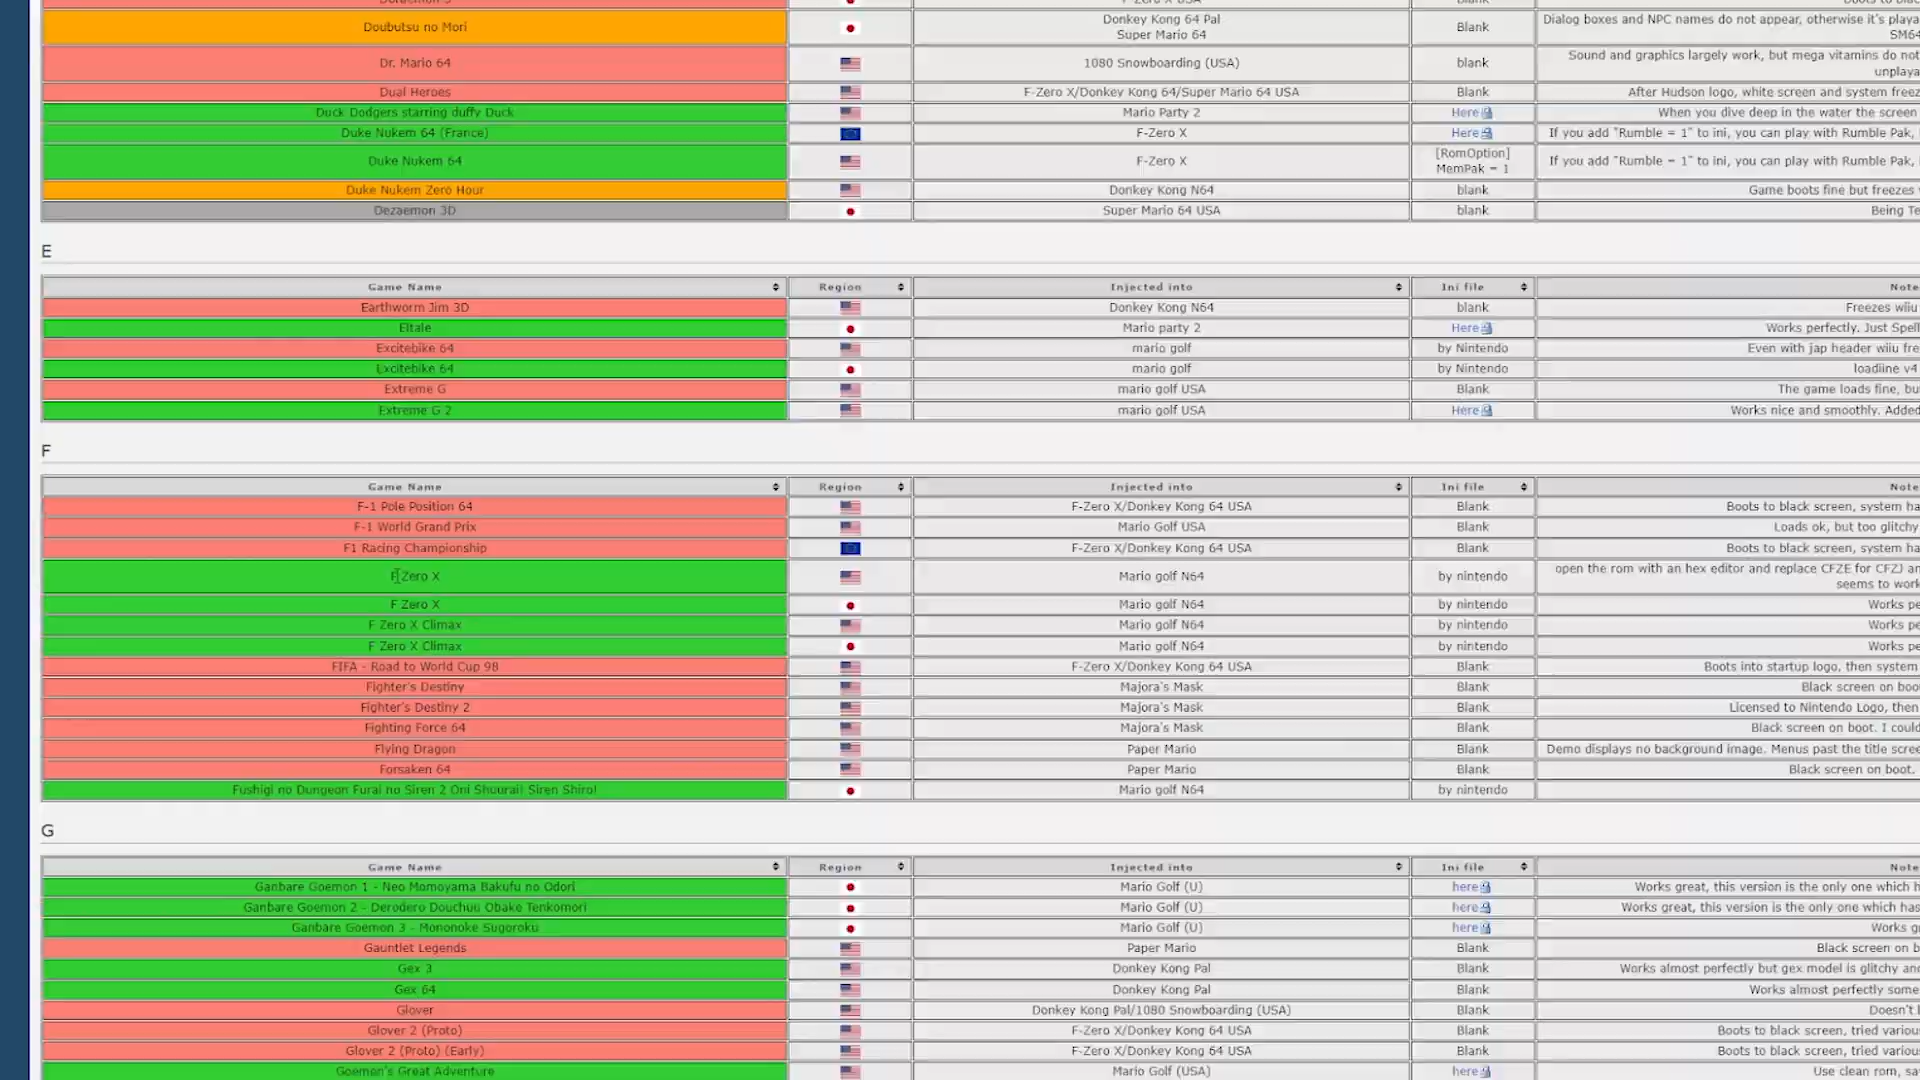 Doubutsu no Mori
Donkey Kong 64 Pal
Super Mario 64
Blank
Dialog boxes and NPC names do not appear, otherwise it's playa
SM64
Dr. Mario 64
1080 Snowboarding (USA)
blank
Sound and graphics largely work, but mega vitamins do not
unplaya
Dual Heroes
F-Zero X/Donkey Kong 64/Super Mario 64 USA
Blank
After Hudson logo, white screen and system freez
Duck Dodgers starring duffy Duck
Mario Party 2
Here
When you dive deep in the water the screen
Duke Nukem 64 (France)
F-Zero X
Here
If you add "Rumble = 1" to ini, you can play with Rumble Pak,
Duke Nukem 64
F-Zero X
[RomOption]
MemPak = 1
If you add "Rumble = 1" to ini, you can play with Rumble Pak,
Duke Nukem Zero Hour
Donkey Kong N64
blank
Game boots fine but freezes
Dezaemon 3D
Super Mario 64 USA
blank
Being Te
E
Game Name
Region
Injected into
Ini file
Note
Earthworm Jim 3D
Donkey Kong N64
blank
Freezes wiiu
Eltale
Mario party 2
Here
Works perfectly. Just Spell
Excitebike 64
mario golf
by Nintendo
Even with jap header wiiu fre
Excitebike 64
mario golf
by Nintendo
loadiine v4
Extreme G
mario golf USA
Blank
The game loads fine, bu
Extreme G 2
mario golf USA
Here
Works nice and smoothly. Added
F
Game Name
Region
Injected into
Ini file
Note
F-1 Pole Position 64
F-Zero X/Donkey Kong 64 USA
Blank
Boots to black screen, system ha
F-1 World Grand Prix
Mario Golf USA
Blank
Loads ok, but too glitchy
F1 Racing Championship
F-Zero X/Donkey Kong 64 USA
Blank
Boots to black screen, system ha
F Zero X
Mario golf N64
by nintendo
open the rom with an hex editor and replace CFZE for CFZJ an
seems to work
F Zero X
Mario golf N64
by nintendo
Works pe
F Zero X Climax
Mario golf N64
by nintendo
Works pe
F Zero X Climax
Mario golf N64
by nintendo
Works pe
FIFA - Road to World Cup 98
F-Zero X/Donkey Kong 64 USA
Blank
Boots into startup logo, then system
Fighter's Destiny
Majora's Mask
Blank
Black screen on boo
Fighter's Destiny 2
Majora's Mask
Blank
Licensed to Nintendo Logo, then
Fighting Force 64
Majora's Mask
Blank
Black screen on boot. I could
Flying Dragon
Paper Mario
Blank
Demo displays no background image. Menus past the title scree
Forsaken 64
Paper Mario
Blank
Black screen on boot.
Fushigi no Dungeon Furai no Siren 2 Oni Shuurai! Siren Shiro!
Mario golf N64
by nintendo
G
Game Name
Region
Injected into
Ini file
Note
Ganbare Goemon 1 - Neo Momoyama Bakufu no Odori
Mario Golf (U)
here
Works great, this version is the only one which h
Ganbare Goemon 2 - Derodero Douchuu Obake Tenkomori
Mario Golf (U)
here
Works great, this version is the only one which has
Ganbare Goemon 3 - Mononoke Sugoroku
Mario Golf (U)
here
Works g
Gauntlet Legends
Paper Mario
Blank
Black screen on b
Gex 3
Donkey Kong Pal
Blank
Works almost perfectly but gex model is glitchy an
Gex 64
Donkey Kong Pal
Blank
Works almost perfectly some
Glover
Donkey Kong Pal/1080 Snowboarding (USA)
Blank
Doesn't
Glover 2 (Proto)
F-Zero X/Donkey Kong 64 USA
Blank
Boots to black screen, tried variou
Glover 2 (Proto) (Early)
F-Zero X/Donkey Kong 64 USA
Blank
Boots to black screen, tried variou
Goemon's Great Adventure
Mario Golf (USA)
here
Use clean rom, sa